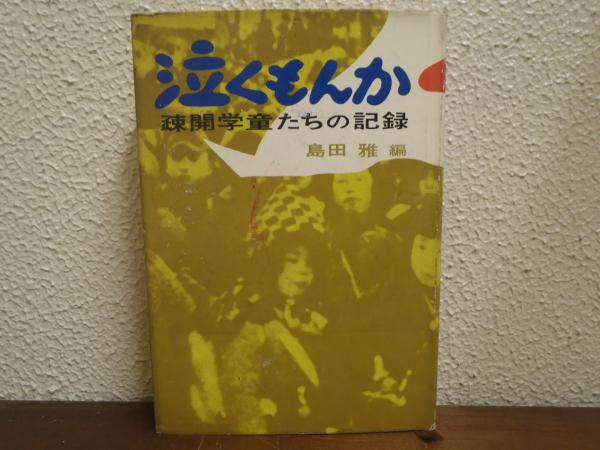 泣くもんか
疎開学童たちの記録
島田 雅 編